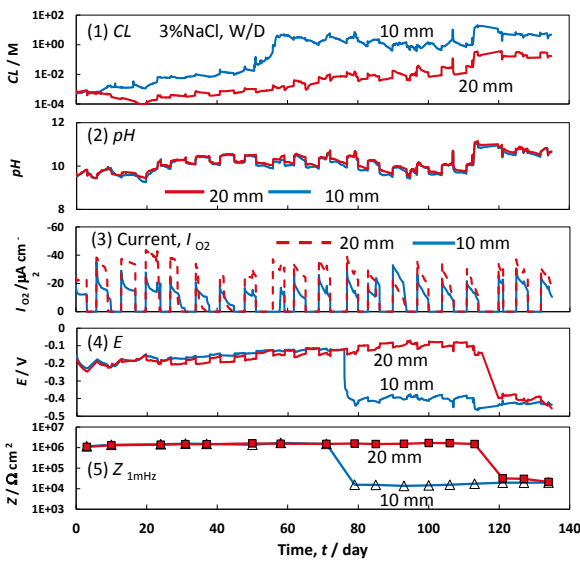 (1) CL 3%NaCl, W/D 10 mm
20 mm
CL / M
1E+02
1E+00
1E-02
1E-04
(2) pH
20 mm 10 mm
pH
12
10
8
(3) Current, I O2 20 mm 10 mm
I O2 /μA cm-2
-60
-40
-20
0
(4) E
20 mm
10 mm
E / V
0
-0.1
-0.2
-0.3
-0.4
-0.5
(5) Z 1mHz
20 mm
10 mm
Z / Ω cm2
1E+07
1E+06
1E+05
1E+04
1E+03
0 20 40 60 80 100 120 140
Time, t / day